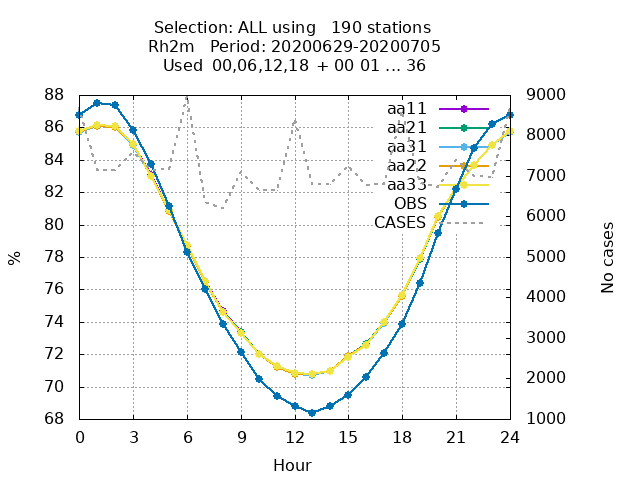 Selection: ALL using   190 stations
Rh2m   Period: 20200629-20200705
Used  00,06,12,18 + 00 01 ... 36
88 9000
86 8000
84 7000
82 6000
80 5000
78 4000
76 3000
74 2000
72 1000
70
68
aa11
aa21
aa31
aa22
aa33
OBS
CASES
%
No cases
0 3 6 9 12 15 18 21 24
Hour